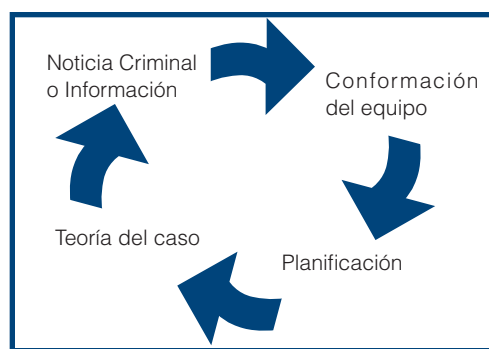 Noticia Criminal
o Información
Conformación
del equipo
Teoría del caso
Planificación